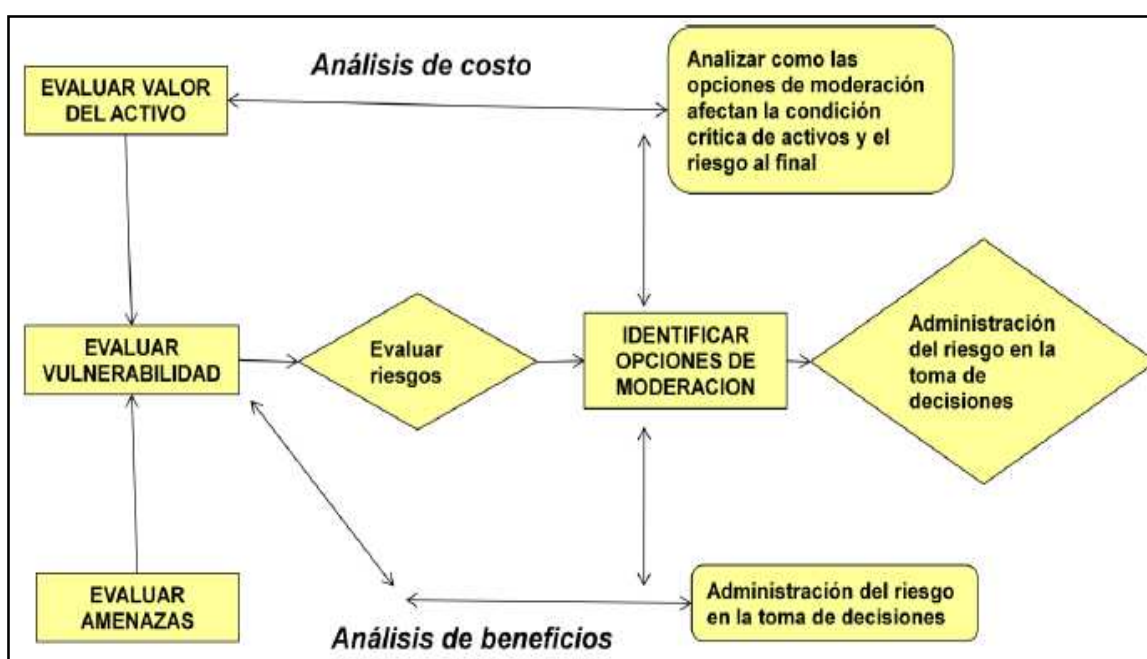 Análisis de costo
EVALUAR VALOR
DEL ACTIVO
Analizar como las
opciones de moderación
afectan la condición
crítica de activos y el
riesgo al final
EVALUAR
VULNERABILIDAD
Evaluar
riesgos
IDENTIFICAR
OPCIONES DE
MODERACION
Administración
del riesgo en la
toma de
decisiones
EVALUAR
AMENAZAS
Administración del riesgo
en la toma de decisiones
Análisis de beneficios